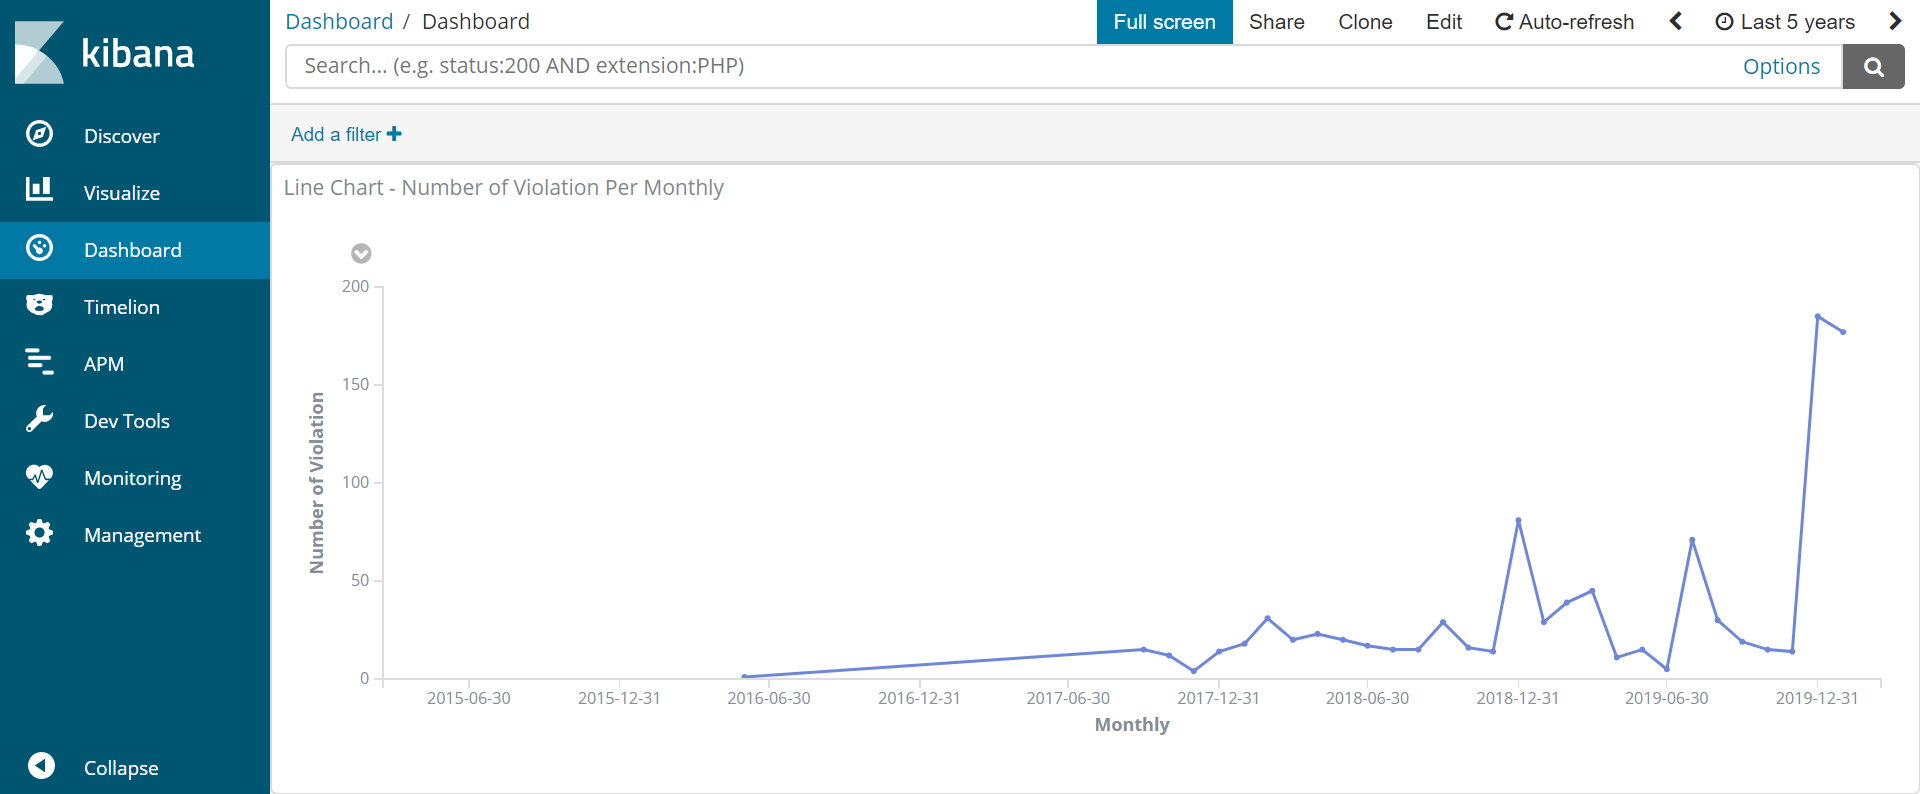 kibana
Discover
Visualize
Dashboard
Timelion
APM
Dev Tools
Monitoring
Management
Collapse
Dashboard / Dashboard
Full screen Share Clone Edit Auto-refresh Last 5 years
Search... (e.g. status:200 AND extension:PHP) Options
Add a filter
Line Chart - Number of Violation Per Monthly
Number of Violation
200
150
100
50
0
2015-06-30 2015-12-31 2016-06-30 2016-12-31 2017-06-30 2017-12-31 2018-06-30 2018-12-31 2019-06-30 2019-12-31
Monthly